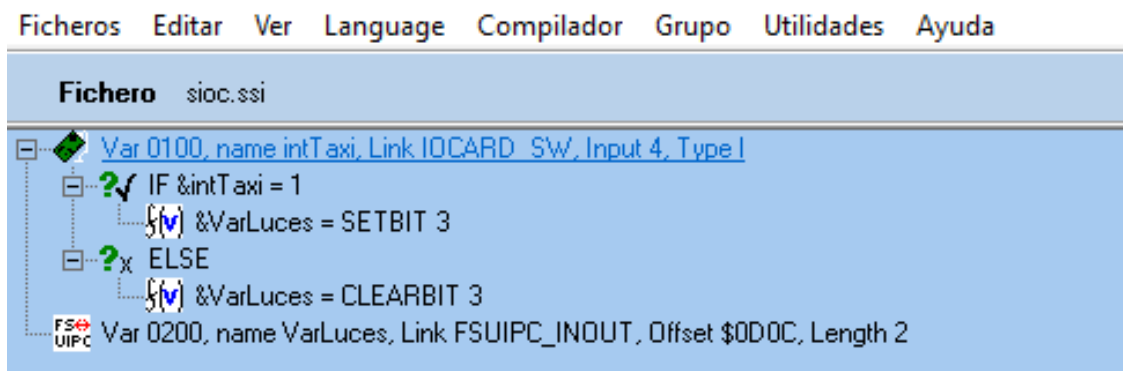 Ficheros Editar Ver Language Compilador Grupo Utilidades Ayuda
Fichero sioc.ssi
Var 0100, name intTaxi, Link IOCARD_SW, Input 4, Type I
IF &intTaxi = 1
&VarLuces = SETBIT 3
ELSE
&VarLuces = CLEARBIT 3
Var 0200, name VarLuces, Link FSUIPC_INOUT, Offset $0D0C, Length 2